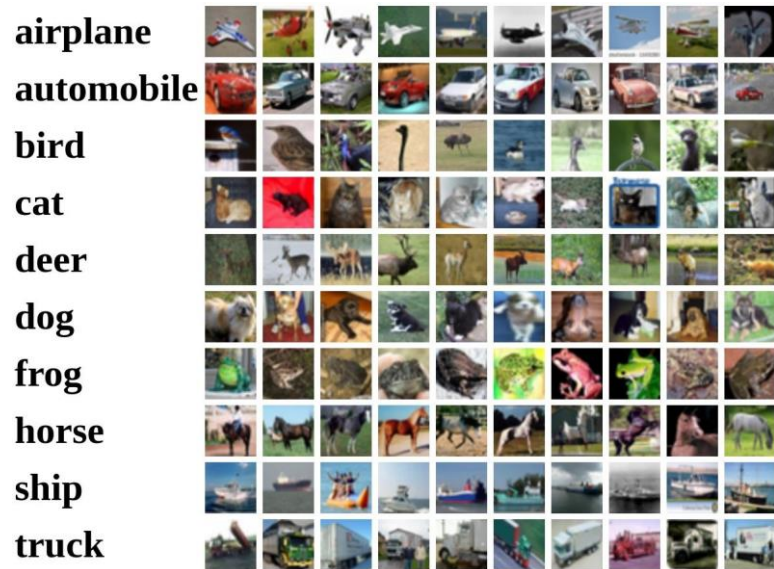 airplane
automobile
bird
cat
deer
dog
frog
horse
ship
truck